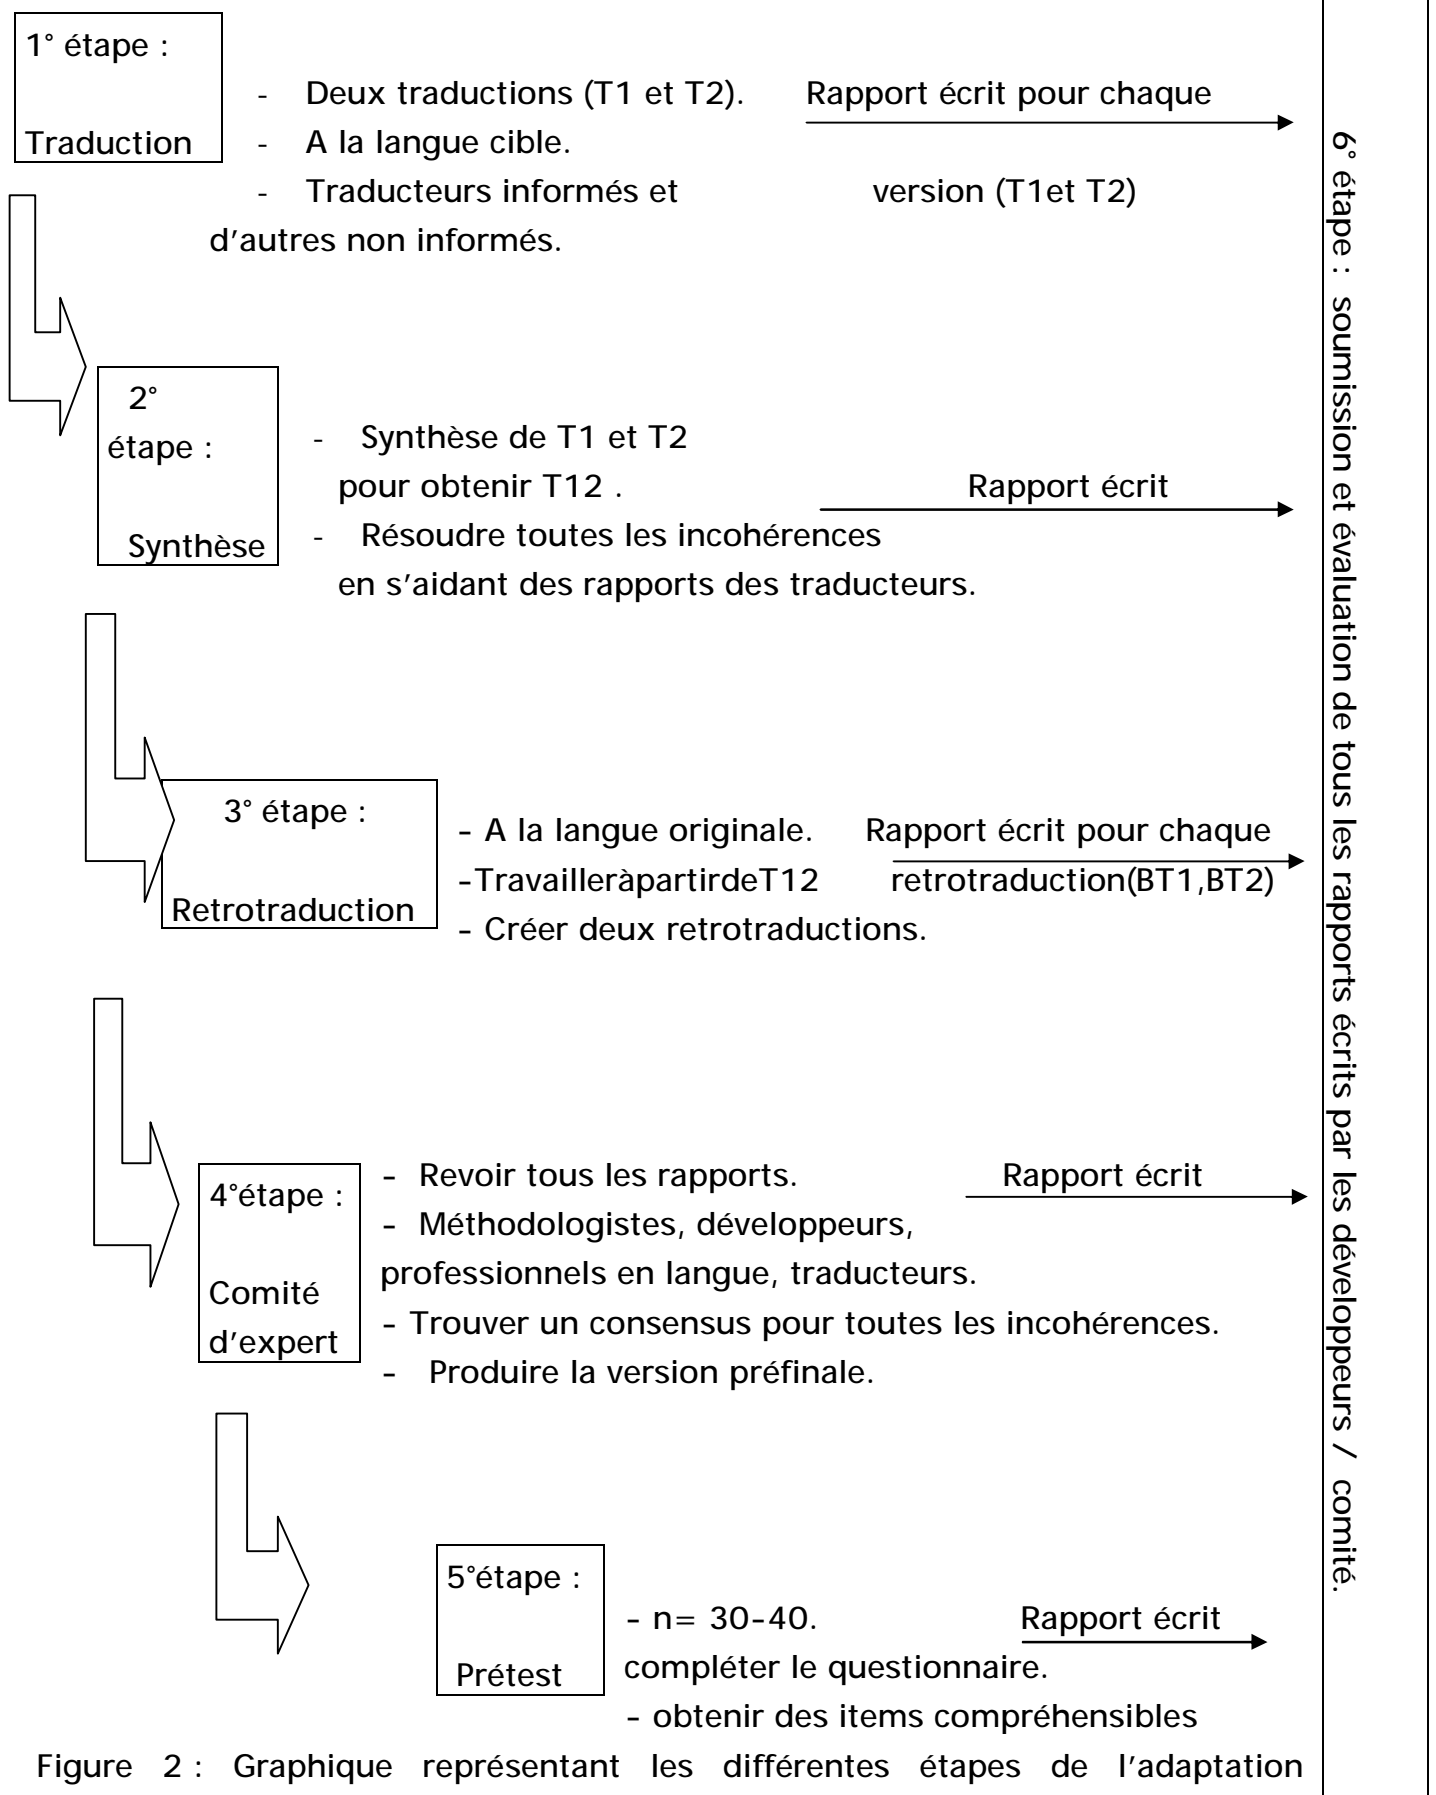 1° étape :
Traduction
- Deux traductions (T1 et T2).
- A la langue cible.
- Traducteurs informés et
d'autres non informés.
Rapport écrit pour chaque
version (T1et T2)
2°
étape :
Synthèse
- Synthèse de T1 et T2
pour obtenir T12 .
- Résoudre toutes les incohérences
en s'aidant des rapports des traducteurs.
Rapport écrit
3° étape :
Retrotraduction
- A la langue originale.
-TravailleràpartirdeT12
- Créer deux retrotraductions.
Rapport écrit pour chaque
retrotraduction(BT1,BT2)
4°étape :
Comité
d'expert
- Revoir tous les rapports.
- Méthodologistes, développeurs,
professionnels en langue, traducteurs.
- Trouver un consensus pour toutes les incohérences.
- Produire la version préfinale.
Rapport écrit
5°étape :
Prétest
- n= 30-40.
compléter le questionnaire.
- obtenir des items compréhensibles
Rapport écrit
6° étape : soumission et évaluation de tous les rapports écrits par les développeurs / comité.
Figure 2 : Graphique représentant les différentes étapes de l'adaptation